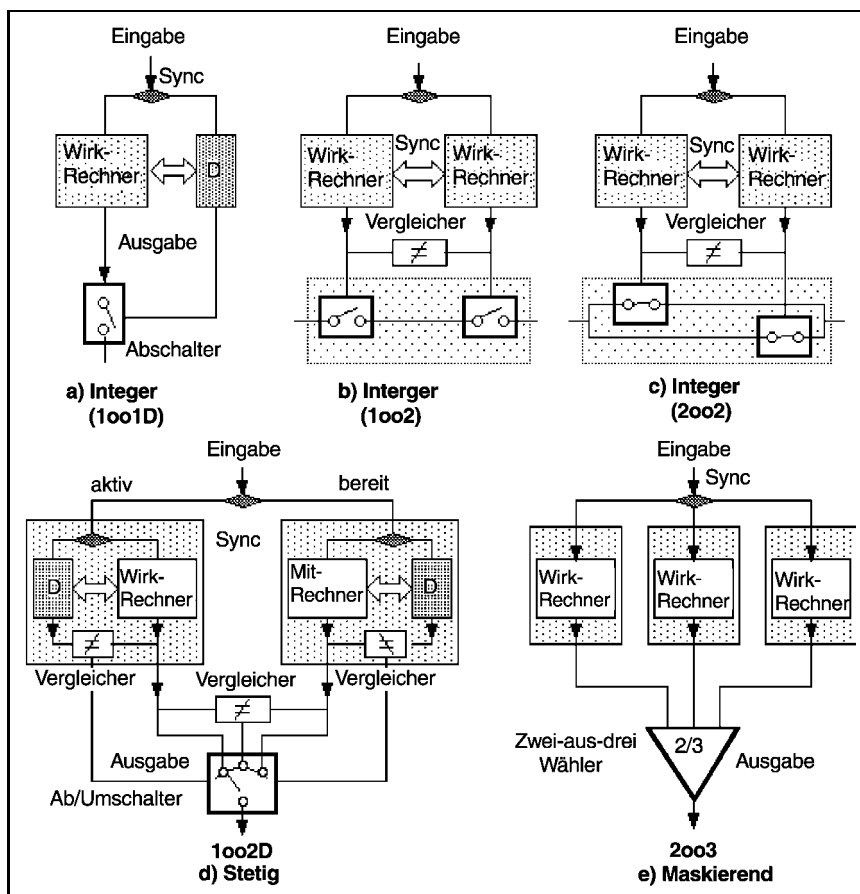 Eingabe
Sync
Wirk-
Rechner
D
Ausgabe
Abschalter
a) Integer
(1oo1D)
Eingabe
Wirk-
Rechner
Sync
Wirk-
Rechner
Vergleicher
≠
b) Interger
(1oo2)
Eingabe
Wirk-
Rechner
Sync
Wirk-
Rechner
Vergleicher
≠
c) Integer
(2oo2)
Eingabe
aktiv
bereit
Sync
D
Wirk-
Rechner
Mit-
Rechner
D
≠
≠
Vergleicher
Vergleicher
Vergleicher
≠
Ausgabe
Ab/Umschalter
1oo2D
d) Stetig
Eingabe
Sync
Wirk-
Rechner
Wirk-
Rechner
Wirk-
Rechner
Zwei-aus-drei
Wähler
2/3
Ausgabe
2oo3
e) Maskierend